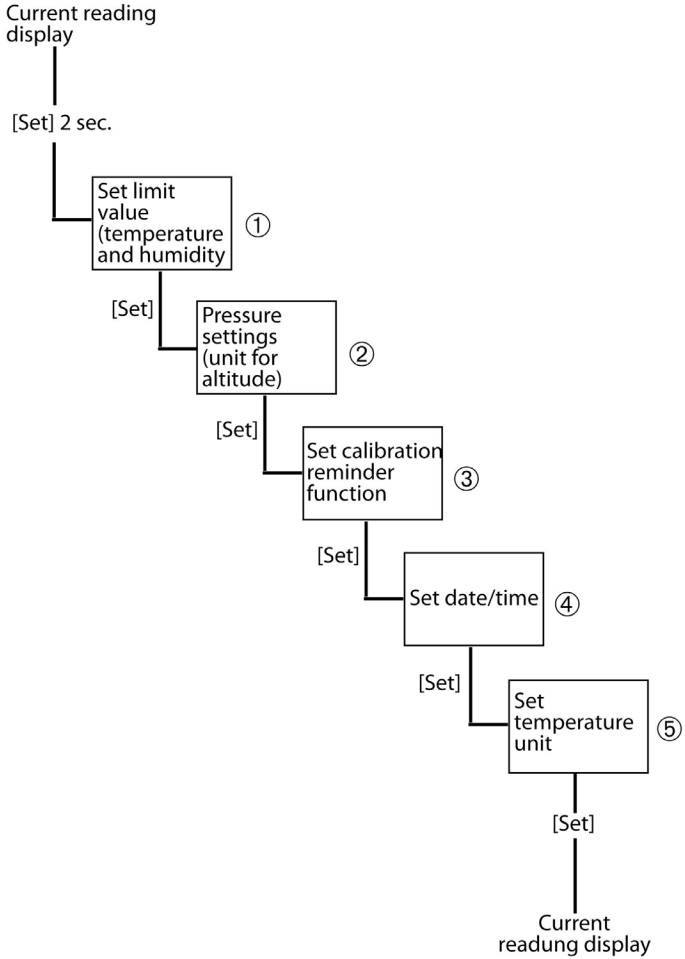 Current reading
display
[Set] 2 sec.
Set limit
value
(temperature
and humidity
①
[Set]
Pressure
settings
(unit for
altitude)
②
[Set]
Set calibration
reminder
function
③
[Set]
Set date/time
④
[Set]
Set
temperature
unit
⑤
[Set]
Current
readung display